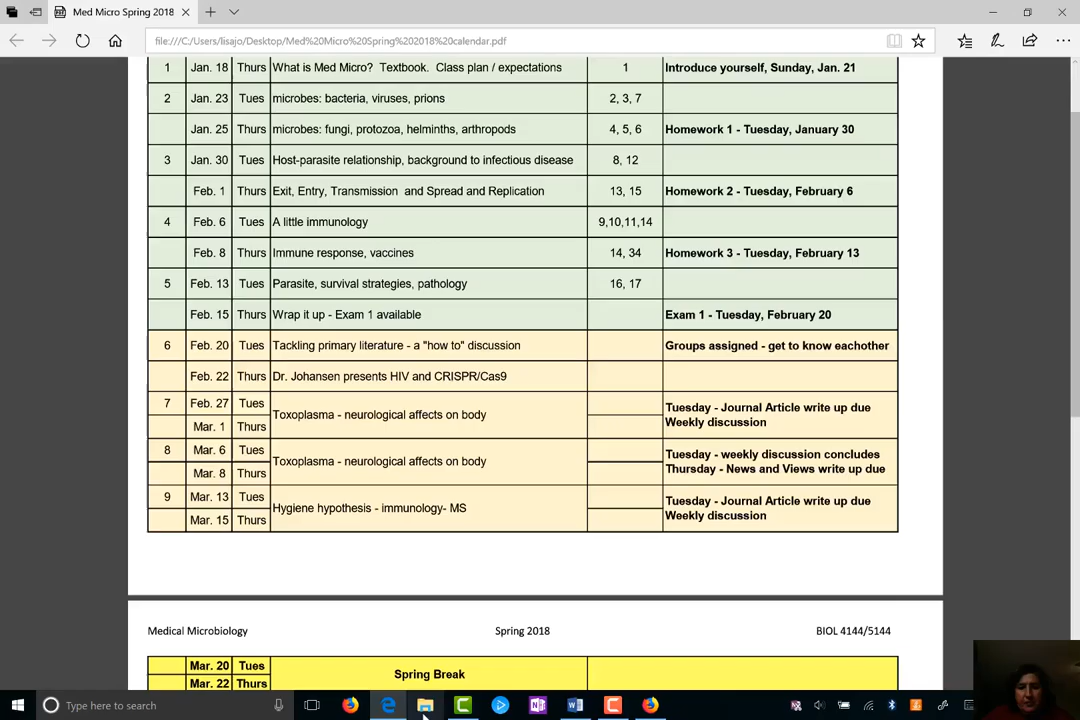 Med Micro Spring 2018
file:///C:/Users/lisajo/Desktop/Med%20Micro%20Spring%202018%20calendar.pdf
1 Jan. 18 Thurs What is Med Micro? Textbook. Class plan / expectations 1 Introduce yourself, Sunday, Jan. 21
2 Jan. 23 Tues microbes: bacteria, viruses, prions 2, 3, 7
Jan. 25 Thurs microbes: fungi, protozoa, helminths, arthropods 4, 5, 6 Homework 1 - Tuesday, January 30
3 Jan. 30 Tues Host-parasite relationship, background to infectious disease 8, 12
Feb. 1 Thurs Exit, Entry, Transmission and Spread and Replication 13, 15 Homework 2 - Tuesday, February 6
4 Feb. 6 Tues A little immunology 9,10,11,14
Feb. 8 Thurs Immune response, vaccines 14, 34 Homework 3 - Tuesday, February 13
5 Feb. 13 Tues Parasite, survival strategies, pathology 16, 17
Feb. 15 Thurs Wrap it up - Exam 1 available Exam 1 - Tuesday, February 20
6 Feb. 20 Tues Tackling primary literature - a "how to" discussion Groups assigned - get to know eachother
Feb. 22 Thurs Dr. Johansen presents HIV and CRISPR/Cas9
7 Feb. 27 Tues
Toxoplasma - neurological affects on body
Tuesday - Journal Article write up due
Weekly discussion
Mar. 1 Thurs
8 Mar. 6 Tues
Toxoplasma - neurological affects on body
Tuesday - weekly discussion concludes
Thursday - News and Views write up due
Mar. 8 Thurs
9 Mar. 13 Tues
Hygiene hypothesis - immunology- MS
Tuesday - Journal Article write up due
Weekly discussion
Mar. 15 Thurs
Medical Microbiology Spring 2018 BIOL 4144/5144
Mar. 20 Tues
Spring Break
Mar. 22 Thurs
Type here to search